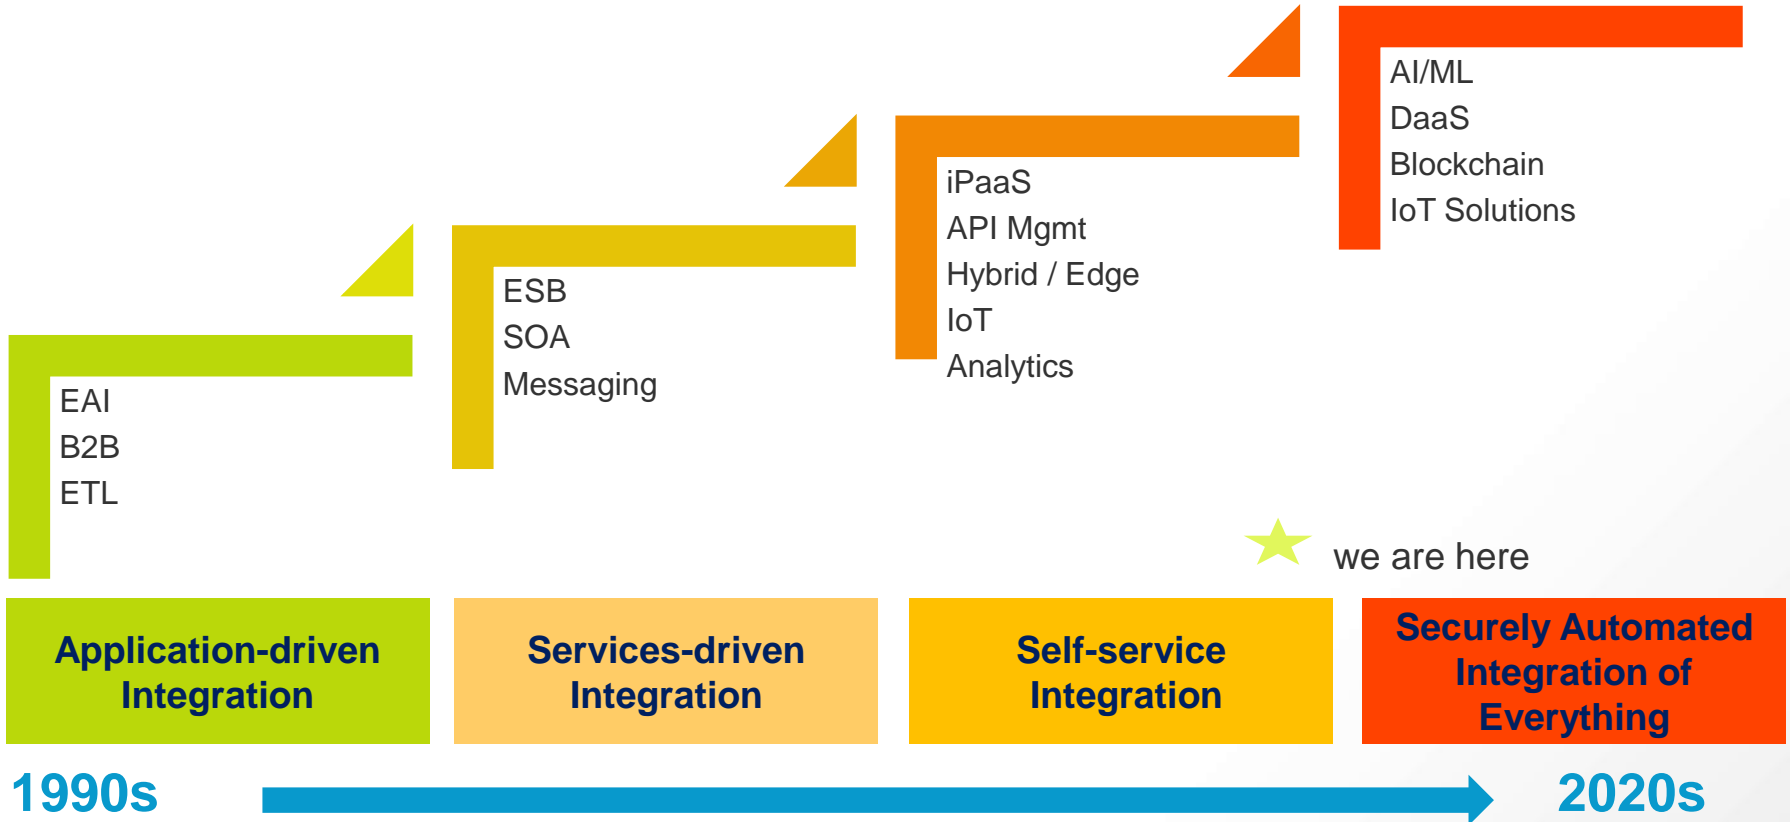 EAI
B2B
ETL
ESB
SOA
Messaging
iPaaS
API Mgmt
Hybrid / Edge
IoT
Analytics
AI/ML
DaaS
Blockchain
IoT Solutions
we are here
Application-driven
Integration
Services-driven
Integration
Self-service
Integration
Securely Automated
Integration of
Everything
1990s
2020s